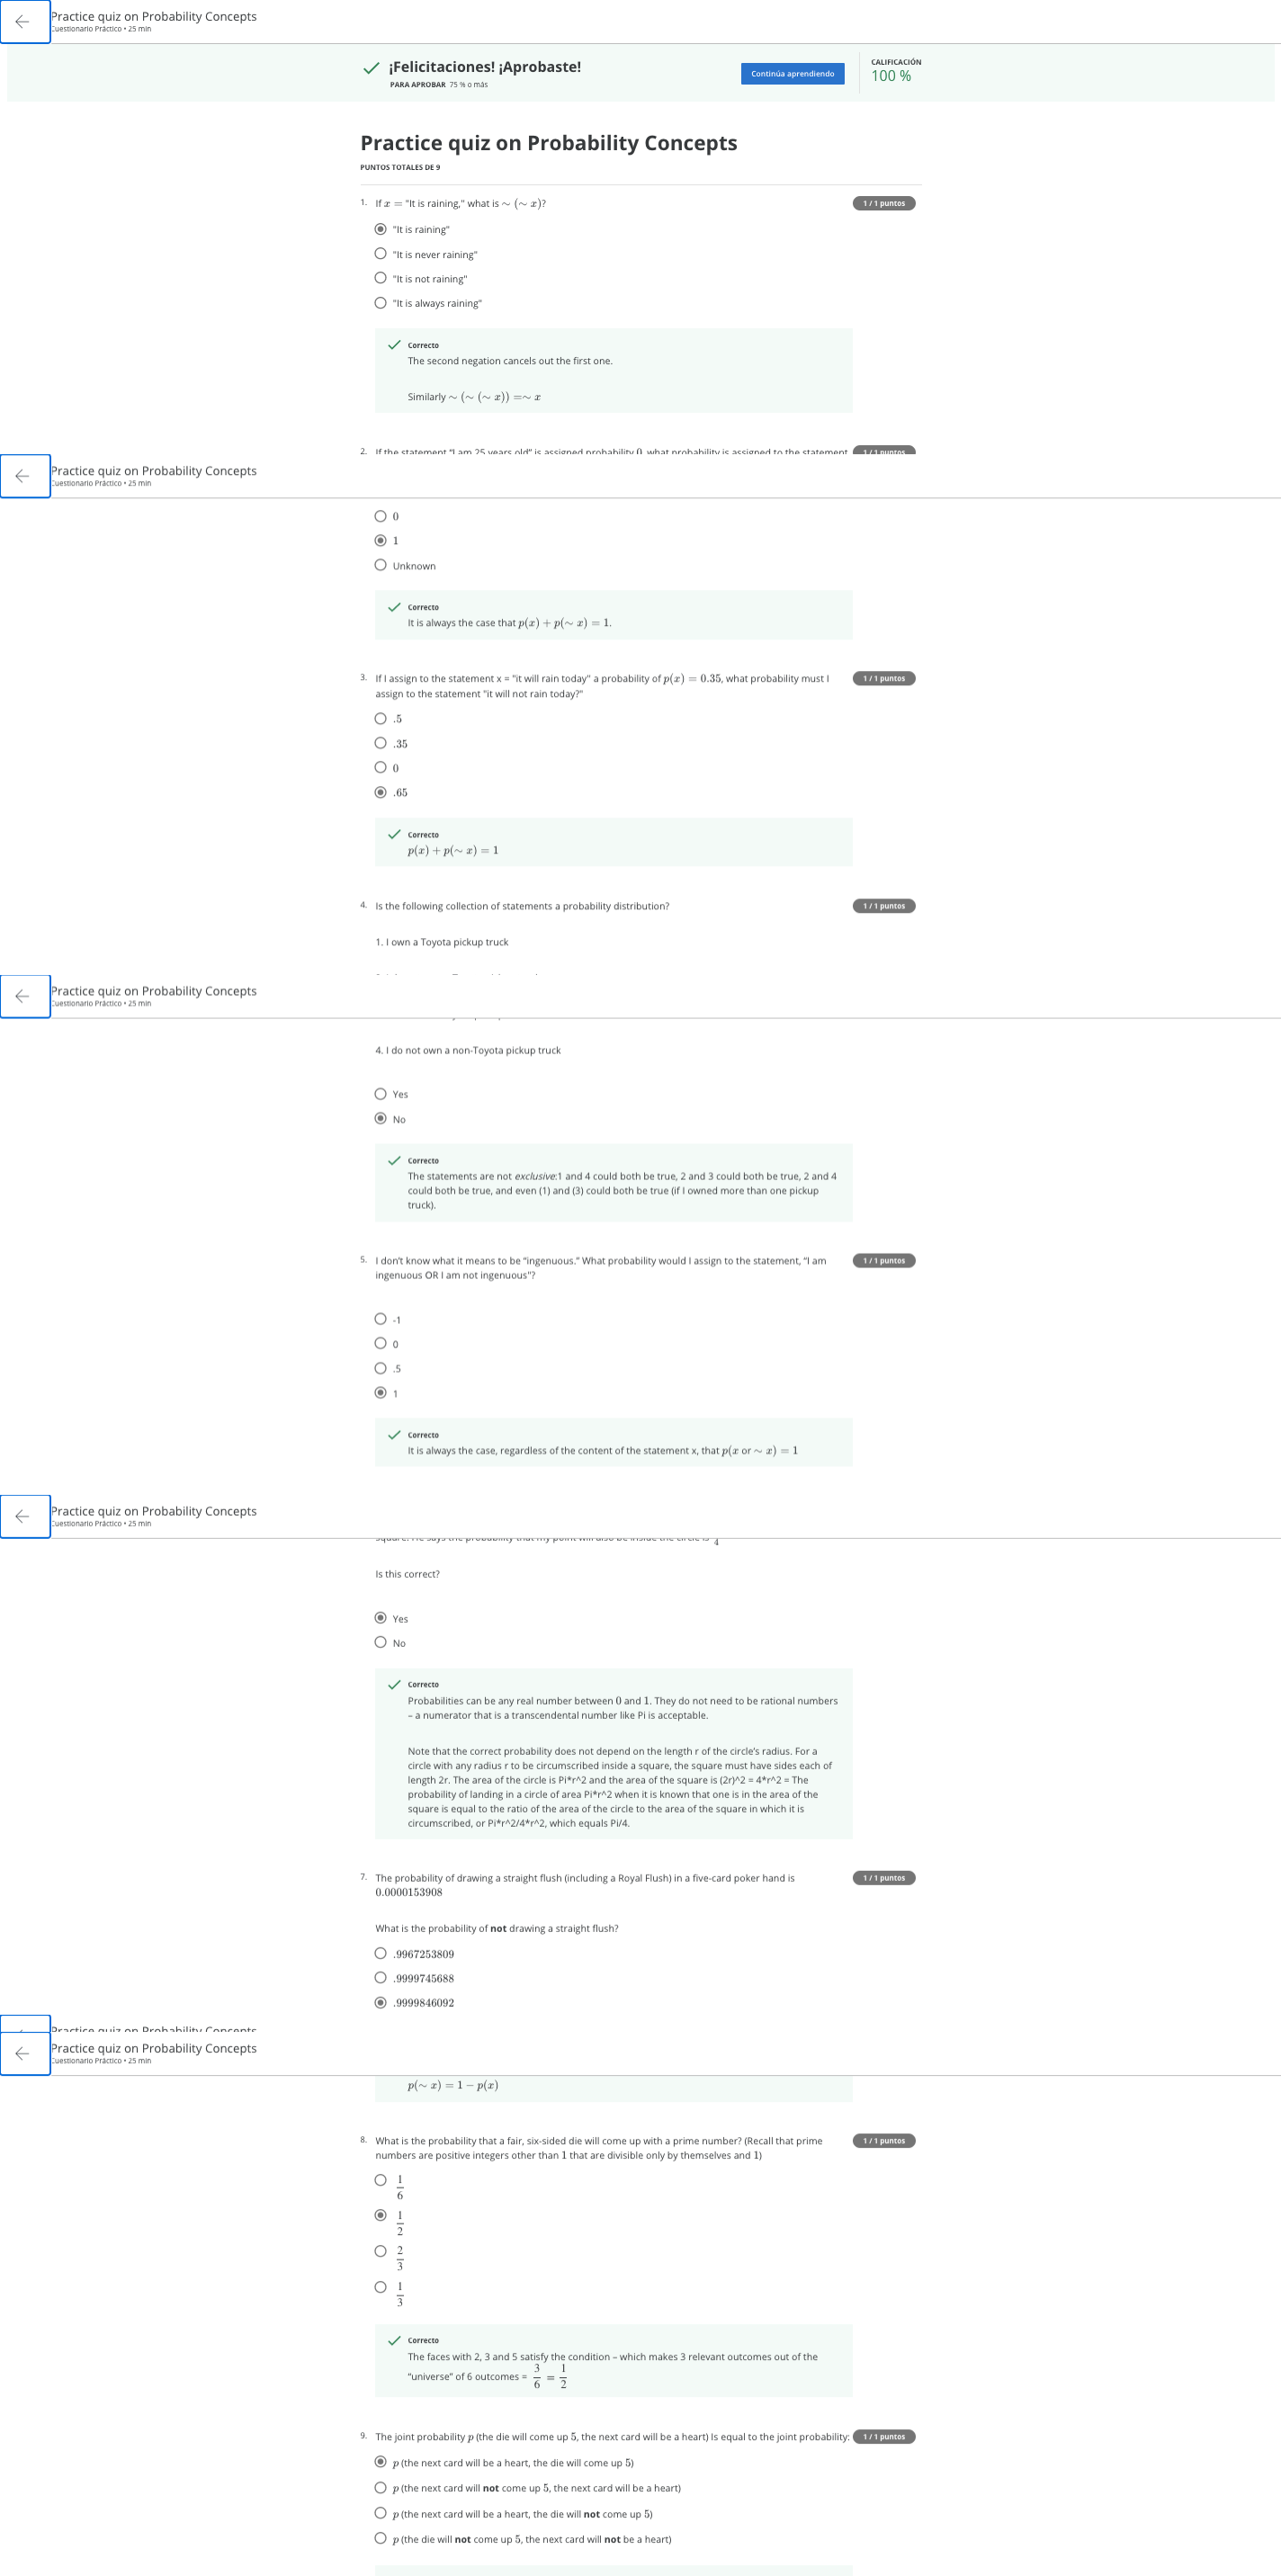 Practice quiz on Probability Concepts
Cuestionario Práctico • 25 min
¡Felicitaciones! ¡Aprobaste!
PARA APROBAR 75 % o más
Continúa aprendiendo
CALIFICACIÓN
100 %
Practice quiz on Probability Concepts
PUNTOS TOTALES DE 9
1. If x = "It is raining," what is ∼ (∼ x)?
1 / 1 puntos
"It is raining"
"It is never raining"
"It is not raining"
"It is always raining"
Correcto
The second negation cancels out the first one.
Similarly ∼ (∼ (∼ x)) =∼ x
2. If the statement “I am 25 years old” is assigned probability 0, what probability is assigned to the statement
1 / 1 puntos
Practice quiz on Probability Concepts
Cuestionario Práctico • 25 min
0
1
Unknown
Correcto
It is always the case that p(x) + p(∼ x) = 1.
3. If I assign to the statement x = "it will rain today" a probability of p(x) = 0.35, what probability must I
assign to the statement "it will not rain today?"
1 / 1 puntos
.5
.35
0
.65
Correcto
p(x) + p(∼ x) = 1
4. Is the following collection of statements a probability distribution?
1 / 1 puntos
1. I own a Toyota pickup truck
Practice quiz on Probability Concepts
Cuestionario Práctico • 25 min
4. I do not own a non-Toyota pickup truck
Yes
No
Correcto
The statements are not exclusive:1 and 4 could both be true, 2 and 3 could both be true, 2 and 4
could both be true, and even (1) and (3) could both be true (if I owned more than one pickup
truck).
5. I don’t know what it means to be “ingenuous.” What probability would I assign to the statement, “I am
ingenuous OR I am not ingenuous”?
1 / 1 puntos
-1
0
.5
1
Correcto
It is always the case, regardless of the content of the statement x, that p(x or ∼ x) = 1
Practice quiz on Probability Concepts
Cuestionario Práctico • 25 min
square. He says the probability that my point will also be inside the circle is 4
Is this correct?
Yes
No
Correcto
Probabilities can be any real number between 0 and 1. They do not need to be rational numbers
– a numerator that is a transcendental number like Pi is acceptable.
Note that the correct probability does not depend on the length r of the circle’s radius. For a
circle with any radius r to be circumscribed inside a square, the square must have sides each of
length 2r. The area of the circle is Pi*r^2 and the area of the square is (2r)^2 = 4*r^2 = The
probability of landing in a circle of area Pi*r^2 when it is known that one is in the area of the
square is equal to the ratio of the area of the circle to the area of the square in which it is
circumscribed, or Pi*r^2/4*r^2, which equals Pi/4.
7. The probability of drawing a straight flush (including a Royal Flush) in a five-card poker hand is
0.0000153908
1 / 1 puntos
What is the probability of not drawing a straight flush?
.9967253809
.9999745688
.9999846092
Practice quiz on Probability Concepts
Practice quiz on Probability Concepts
Cuestionario Práctico • 25 min
p(∼ x) = 1 − p(x)
8. What is the probability that a fair, six-sided die will come up with a prime number? (Recall that prime
numbers are positive integers other than 1 that are divisible only by themselves and 1)
1 / 1 puntos
1/6
1/2
2/3
1/3
Correcto
The faces with 2, 3 and 5 satisfy the condition – which makes 3 relevant outcomes out of the
“universe” of 6 outcomes = 3/6 = 1/2
9. The joint probability p (the die will come up 5, the next card will be a heart) Is equal to the joint probability:
1 / 1 puntos
p (the next card will be a heart, the die will come up 5)
p (the next card will not come up 5, the next card will be a heart)
p (the next card will be a heart, the die will not come up 5)
p (the die will not come up 5, the next card will not be a heart)